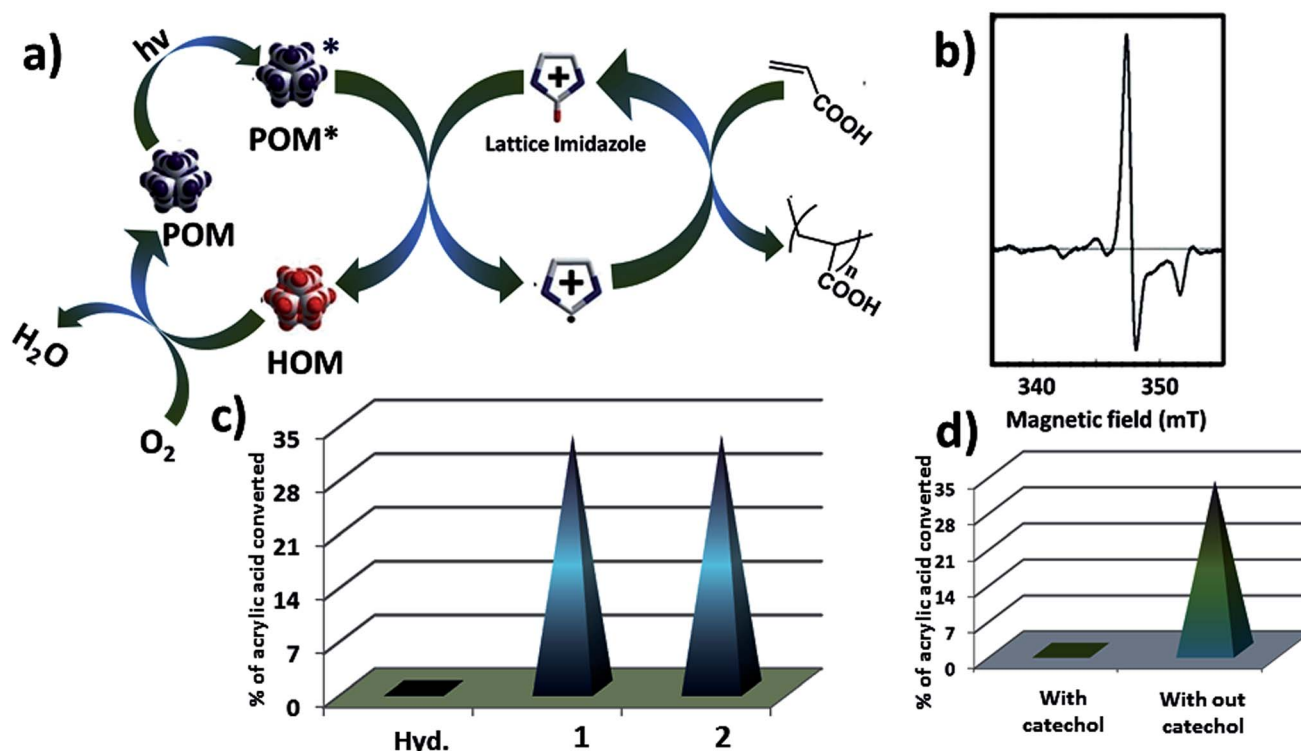 a)
hv
*
POM*
POM
Lattice Imidazole
COOH
HOM
n
COOH
H2O
O2
b)
340 350
Magnetic field (mT)
c)
% of acrylic acid converted
35
28
21
14
7
0
Hyd. 1 2
d)
% of acrylic acid converted
35
28
21
14
7
0
With
catechol
With out
catechol